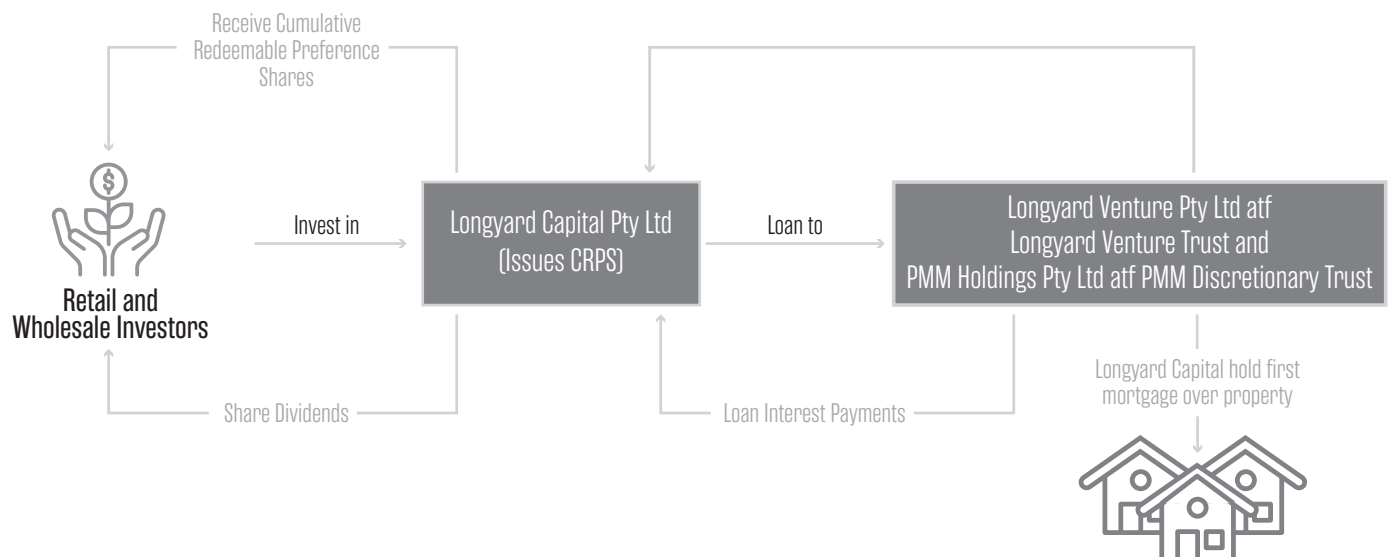 Receive Cumulative
Redeemable Preference
Shares
$
Invest in
Retail and
Wholesale Investors
Longyard Capital Pty Ltd
(Issues CRPS)
Loan to
Longyard Venture Pty Ltd atf
Longyard Venture Trust and
PMM Holdings Pty Ltd atf PMM Discretionary Trust
Share Dividends
Loan Interest Payments
Longyard Capital hold first
mortgage over property